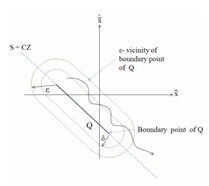 S = CZ
ẋ̃
ε- vicinity of
boundary point
of Q
x̃
ε
Q
δ
Boundary point of Q